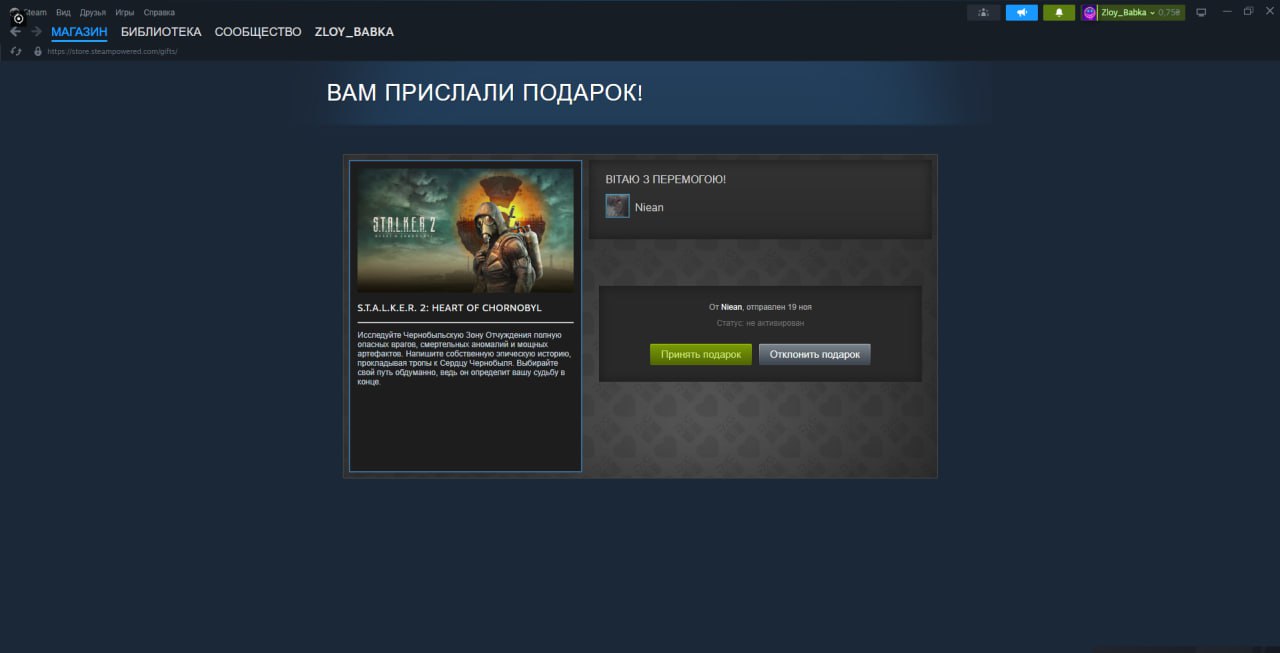 Steam Вид Друзья Игры Справка
Zloy_Babka 0,75₴
МАГАЗИН БИБЛИОТЕКА СООБЩЕСТВО ZLOY_BABKA
https://store.steampowered.com/gifts/
ВАМ ПРИСЛАЛИ ПОДАРОК!
S.T.A.L.K.E.R. 2
S.T.A.L.K.E.R. 2: HEART OF CHORNOBYL
Исследуйте Чернобыльскую Зону Отчуждения полную
опасных врагов, смертельных аномалий и мощных
артефактов. Напишите собственную эпическую историю,
прокладывая тропы к Сердцу Чернобыля. Выбирайте
свой путь обдуманно, ведь он определит вашу судьбу в
конце.
ВІТАЮ З ПЕРЕМОГОЮ!
Niean
От Niean, отправлен 19 ноя
Статус: не активирован
Принять подарок Отклонить подарок